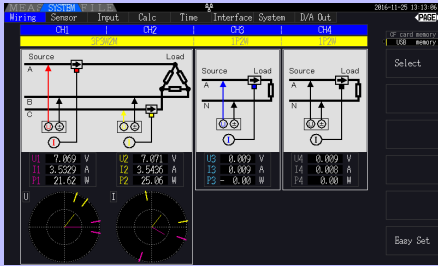 MEAS SYSTEM FILE 2016-11-25 13:13:06
Wiring Sensor Input Calc Time Interface System D/A Out PAGE
CH1 CH2 CH3 CH4
3P3W2M 1P2W 1P2W
CF card memory
USB memory
Source Load Source Load Source Load
Select
A A A
B
C N N
U1 7.069 V U2 7.071 V U3 0.009 V U4 0.009 V
I1 3.5329 A I2 3.5436 A I3 0.009 A I4 0.008 A
P1 21.62 W P2 25.06 W P3 - 0.00 W P4 0.00 W
U I
Easy Set